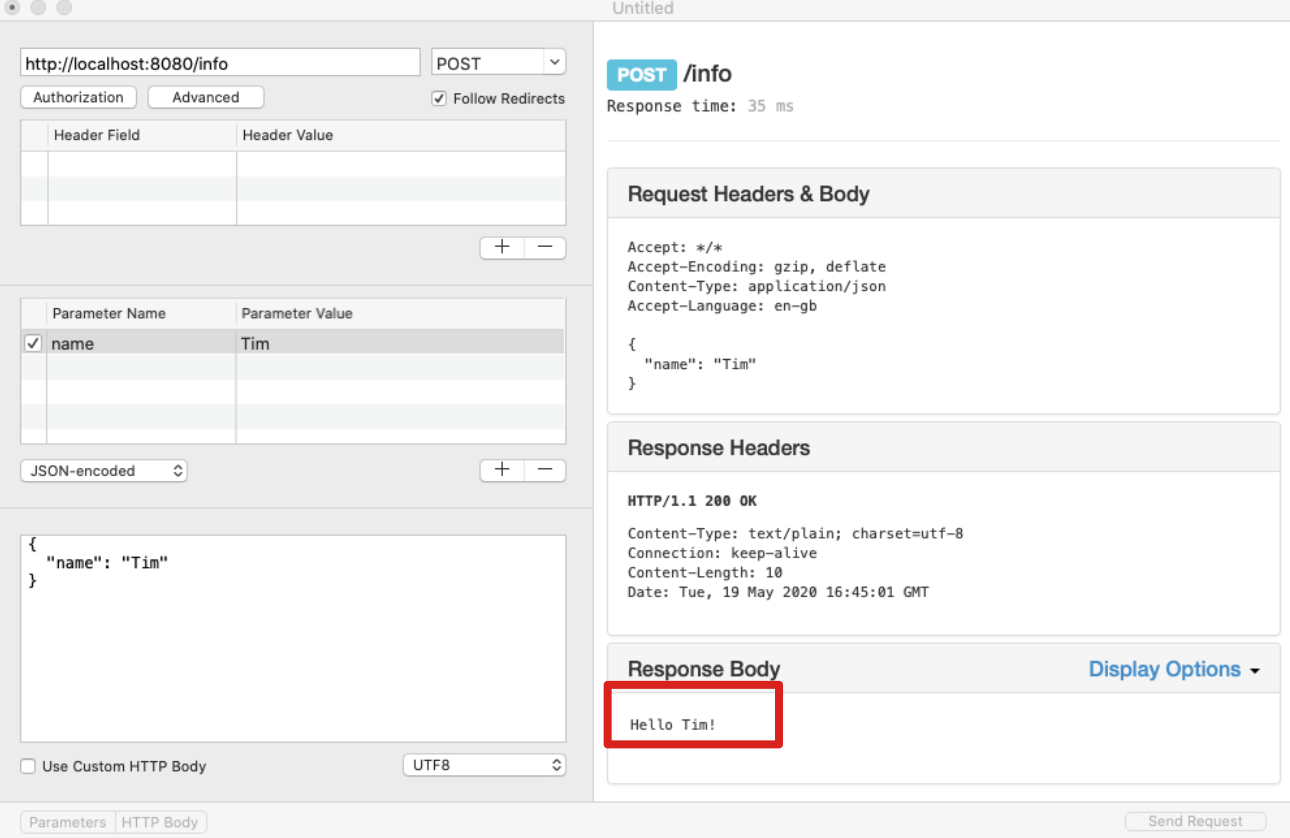 Untitled
http://localhost:8080/info
POST
Authorization
Advanced
Follow Redirects
Header Field
Header Value
+
−
Parameter Name
Parameter Value
name
Tim
JSON-encoded
+
−
{
"name": "Tim"
}
Use Custom HTTP Body
UTF8
Parameters
HTTP Body
POST /info
Response time: 35 ms
Request Headers & Body
Accept: */*
Accept-Encoding: gzip, deflate
Content-Type: application/json
Accept-Language: en-gb
{
"name": "Tim"
}
Response Headers
HTTP/1.1 200 OK
Content-Type: text/plain; charset=utf-8
Connection: keep-alive
Content-Length: 10
Date: Tue, 19 May 2020 16:45:01 GMT
Response Body
Display Options
Hello Tim!
Send Request